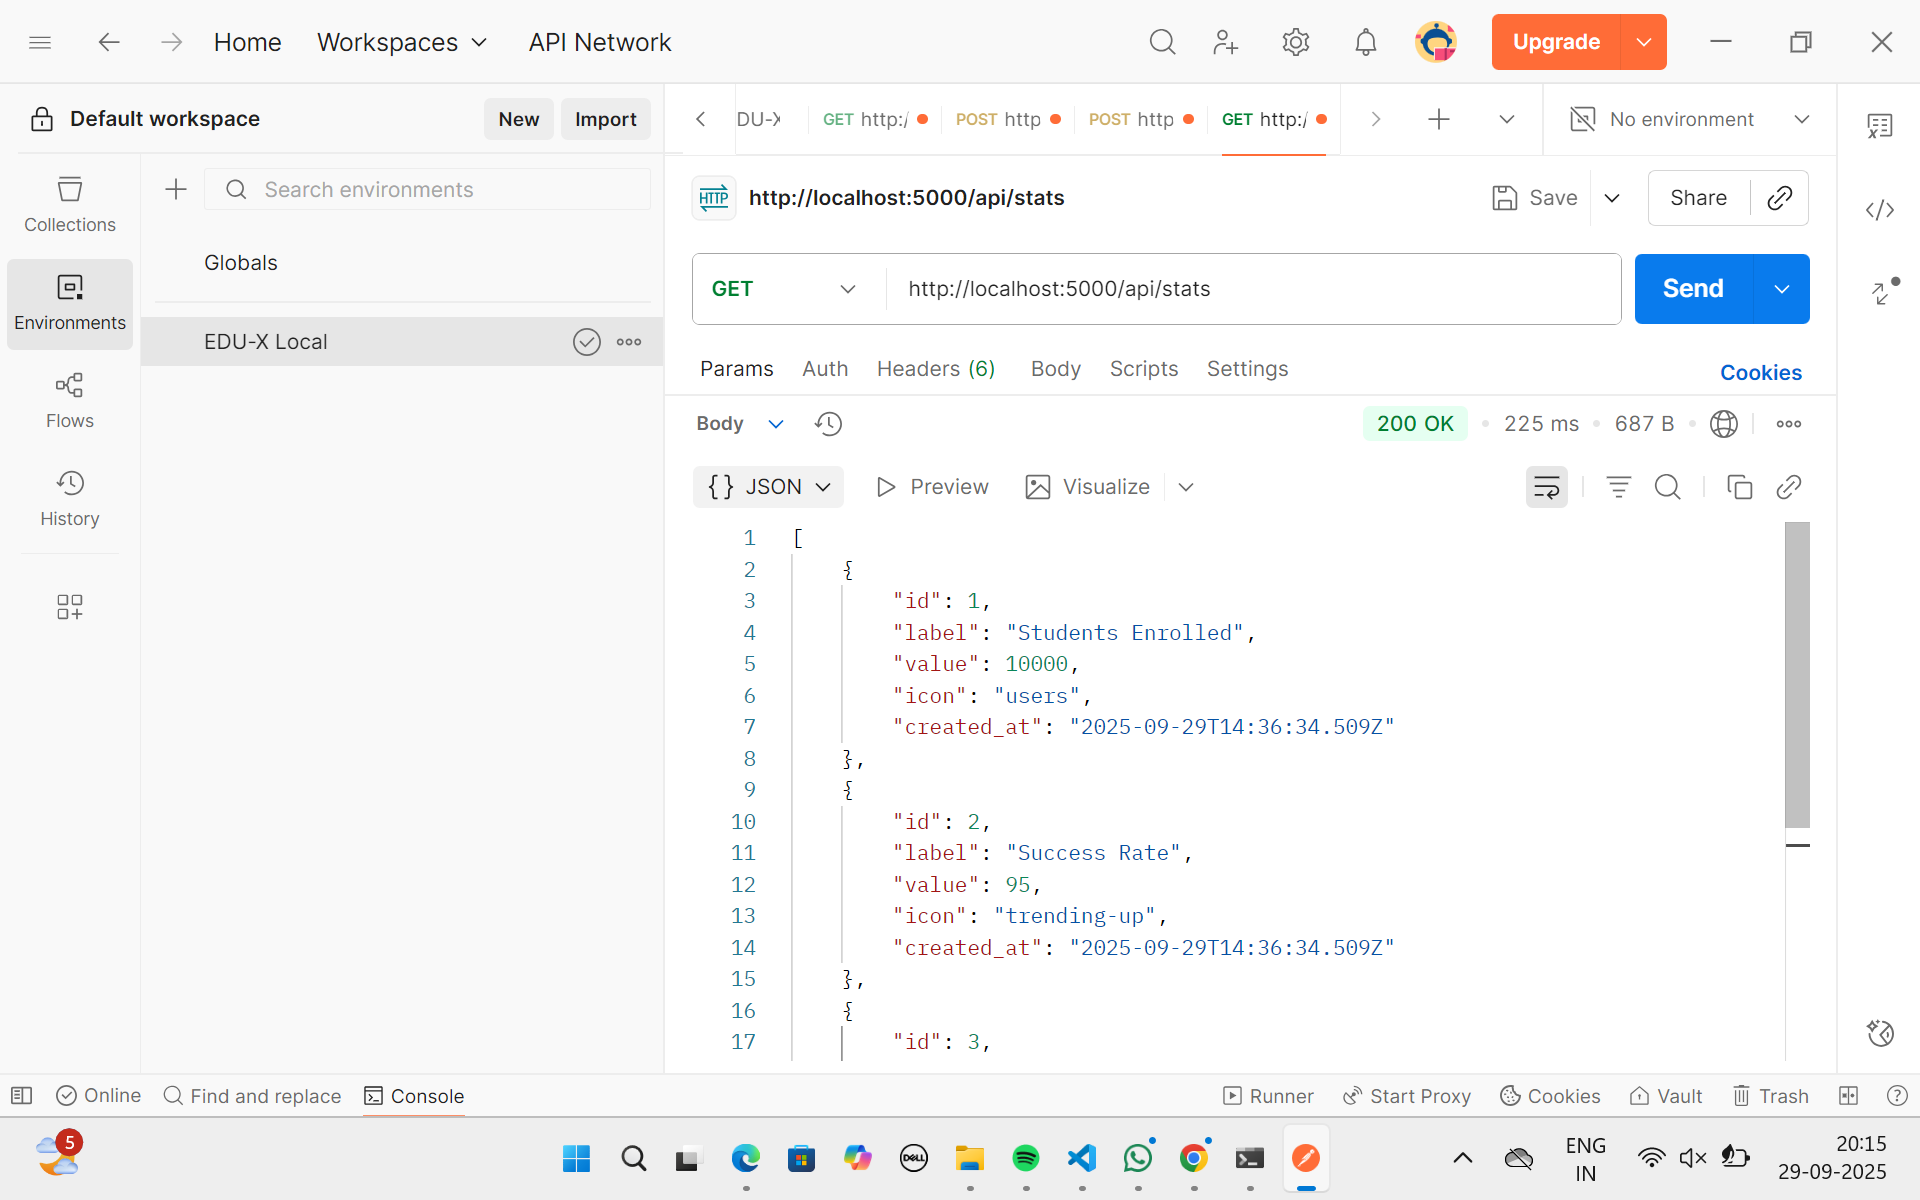 Home
Workspaces
API Network
Upgrade
Default workspace
New
Import
DU-X
GET http:/
POST http
POST http
GET http:/
No environment
Collections
Environments
Flows
History
Search environments
Globals
EDU-X Local
HTTP
http://localhost:5000/api/stats
Save
Share
GET
http://localhost:5000/api/stats
Send
Params
Auth
Headers (6)
Body
Scripts
Settings
Cookies
Body
200 OK
225 ms
687 B
{} JSON
Preview
Visualize
1 [
2 {
3 "id": 1,
4 "label": "Students Enrolled",
5 "value": 10000,
6 "icon": "users",
7 "created_at": "2025-09-29T14:36:34.509Z"
8 },
9 {
10 "id": 2,
11 "label": "Success Rate",
12 "value": 95,
13 "icon": "trending-up",
14 "created_at": "2025-09-29T14:36:34.509Z"
15 },
16 {
17 "id": 3,
Online
Find and replace
Console
Runner
Start Proxy
Cookies
Vault
Trash
5
DELL
ENG
IN
20:15
29-09-2025